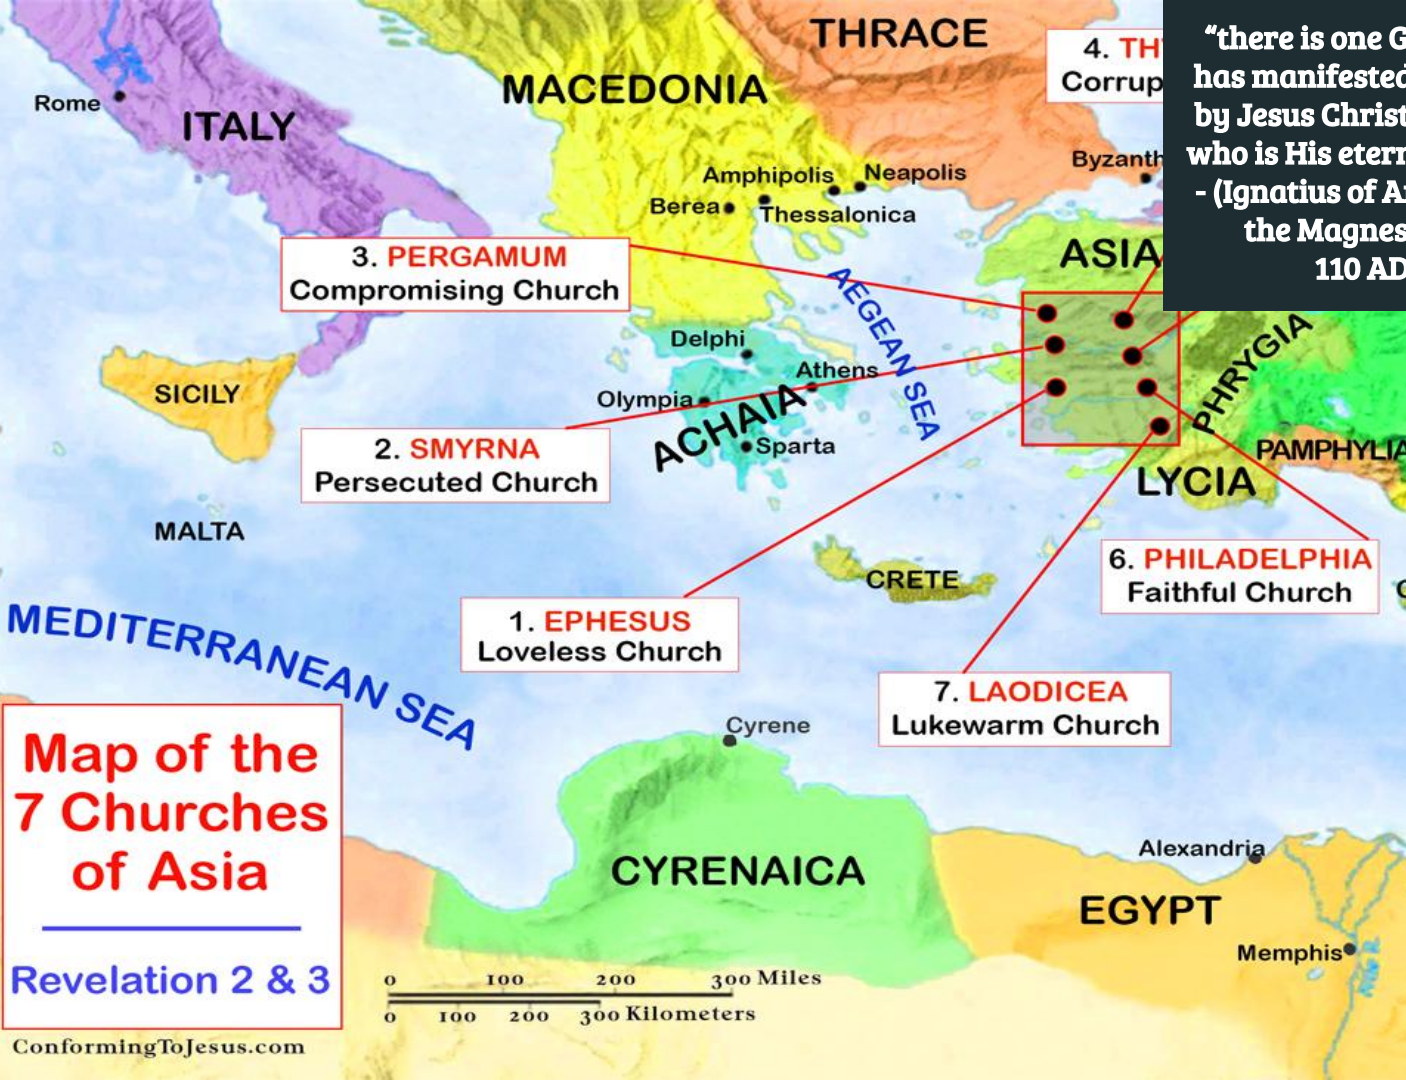 THRACE
4. TH
Corrup
"there is one G
has manifested
by Jesus Christ
who is His etern
- (Ignatius of A
the Magnes
110 AD
MACEDONIA
Rome
ITALY
Byzanth
Amphipolis
Neapolis
Berea
Thessalonica
ASIA
3. PERGAMUM
Compromising Church
AEGEAN SEA
Delphi
Athens
Olympia
ACHAIA
Sparta
SICILY
PHRYGIA
PAMPHYLIA
LYCIA
2. SMYRNA
Persecuted Church
MALTA
CRETE
6. PHILADELPHIA
Faithful Church
MEDITERRANEAN SEA
1. EPHESUS
Loveless Church
7. LAODICEA
Lukewarm Church
Cyrene
CYRENAICA
Alexandria
EGYPT
Memphis
Nile R.
Map of the
7 Churches
of Asia
Revelation 2 & 3
0 100 200 300 Miles
0 100 200 300 Kilometers
ConformingToJesus.com